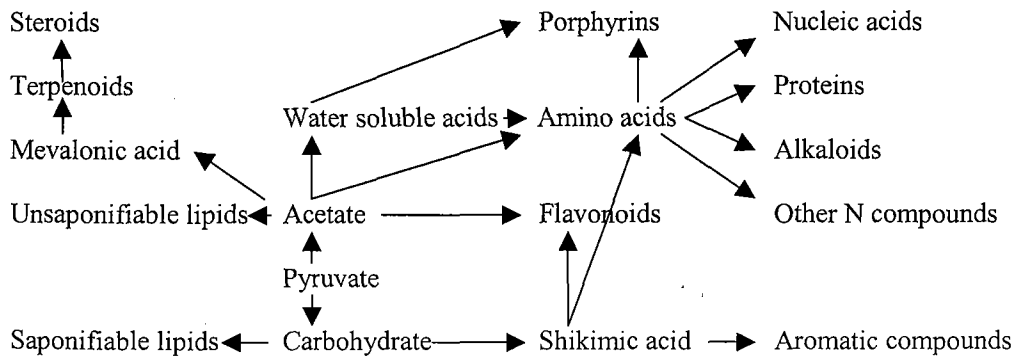 Steroids
Porphyrins
Nucleic acids
Terpenoids
Proteins
Water soluble acids
Amino acids
Mevalonic acid
Alkaloids
Unsaponifiable lipids
Acetate
Flavonoids
Other N compounds
Pyruvate
Saponifiable lipids
Carbohydrate
Shikimic acid
Aromatic compounds